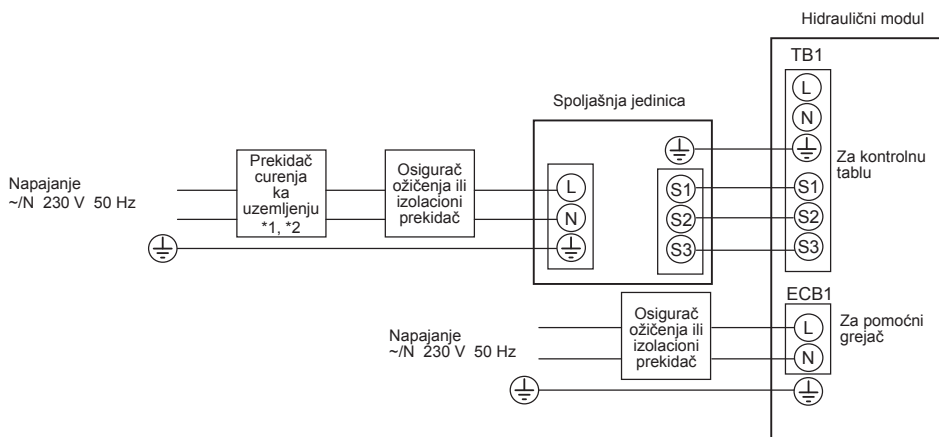 Hidraulični modul
TB1
L
N
Spoljašnja jedinica
Za kontrolnu
tablu
Napajanje
~/N 230 V 50 Hz
Prekidač
curenja
ka
uzemljenju
*1, *2
Osigurač
ožičenja ili
izolacioni
prekidač
L
N
S1
S2
S3
S1
S2
S3
ECB1
L
N
Za pomoćni
grejač
Napajanje
~/N 230 V 50 Hz
Osigurač
ožičenja ili
izolacioni
prekidač